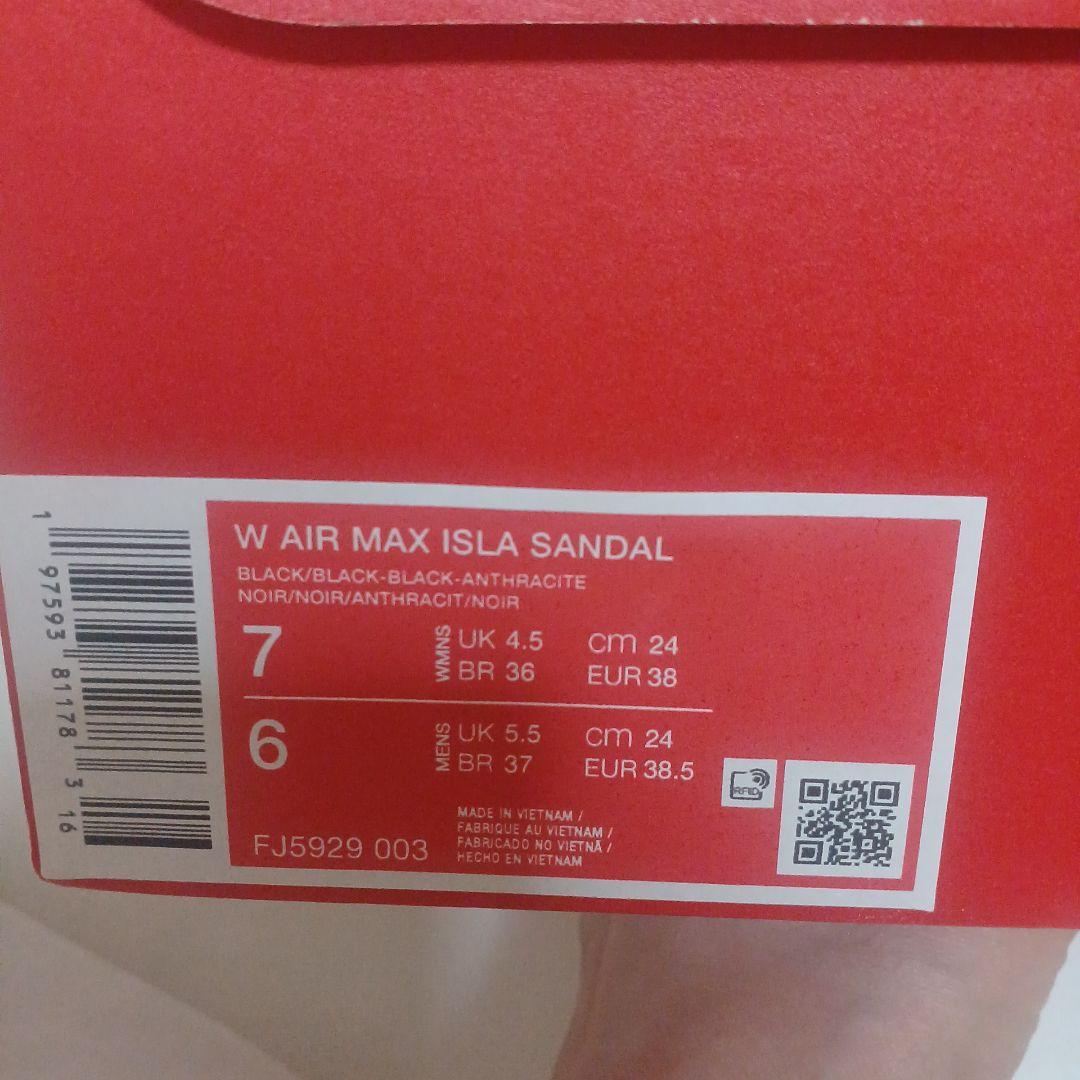 1 97593 81178 3 16
W AIR MAX ISLA SANDAL
BLACK/BLACK-BLACK-ANTHRACITE
NOIR/NOIR/ANTHRACIT/NOIR
7 WMNS UK 4.5 cm 24
BR 36 EUR 38
6 MENS UK 5.5 cm 24
BR 37 EUR 38.5
RFID
FJ5929 003
MADE IN VIETNAM /
FABRIQUE AU VIETNAM /
FABRICADO NO VIETNÃ /
HECHO EN VIETNAM